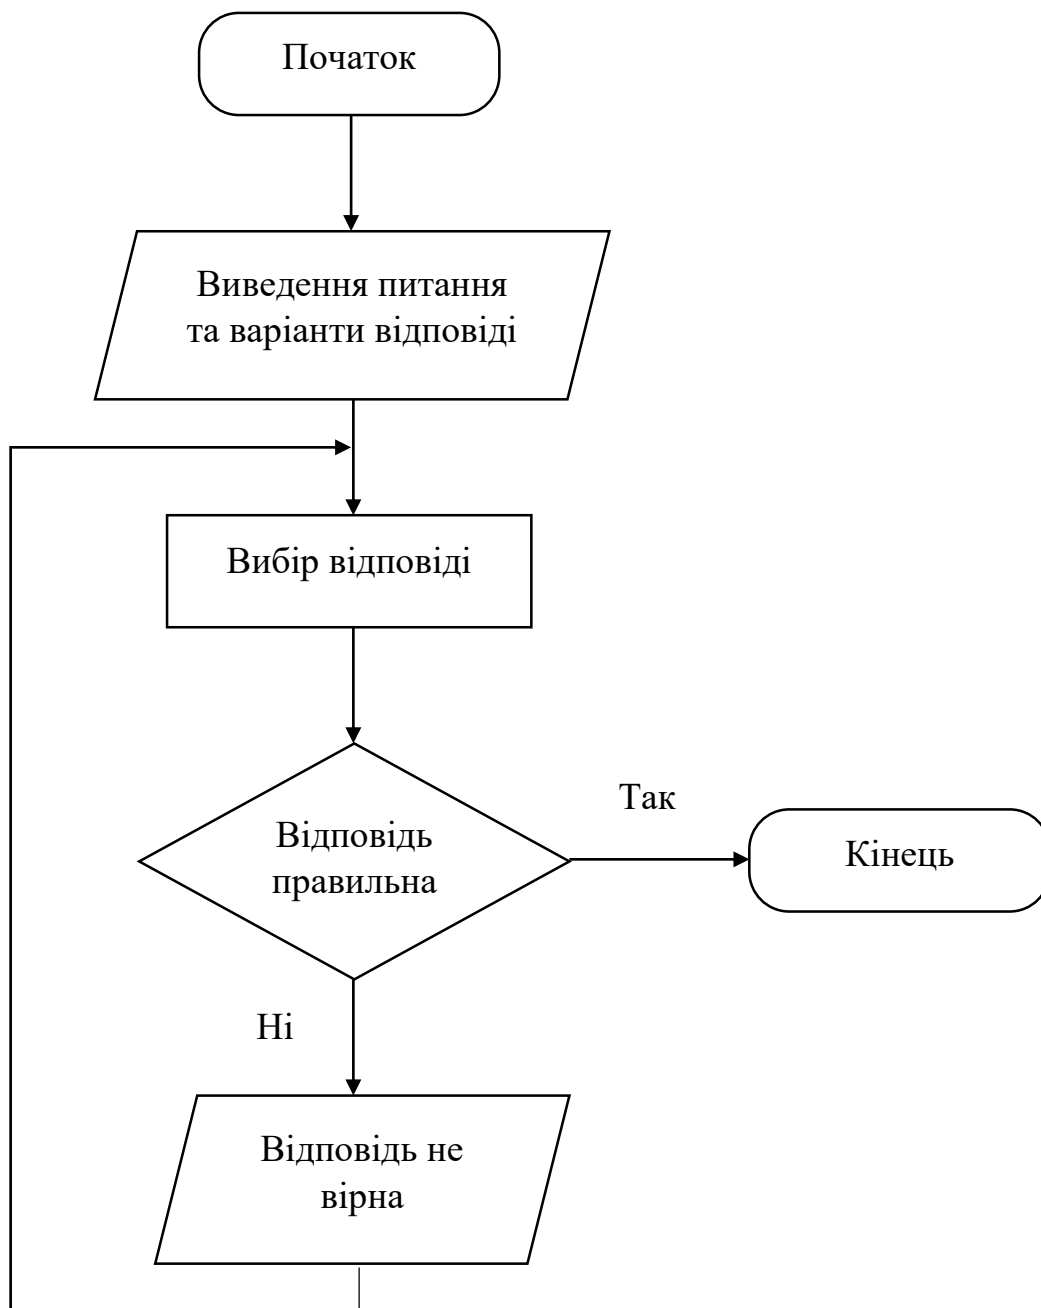 Початок
Виведення питання
та варіанти відповіді
Вибір відповіді
Так
Відповідь
правильна
Кінець
Ні
Відповідь не
вірна